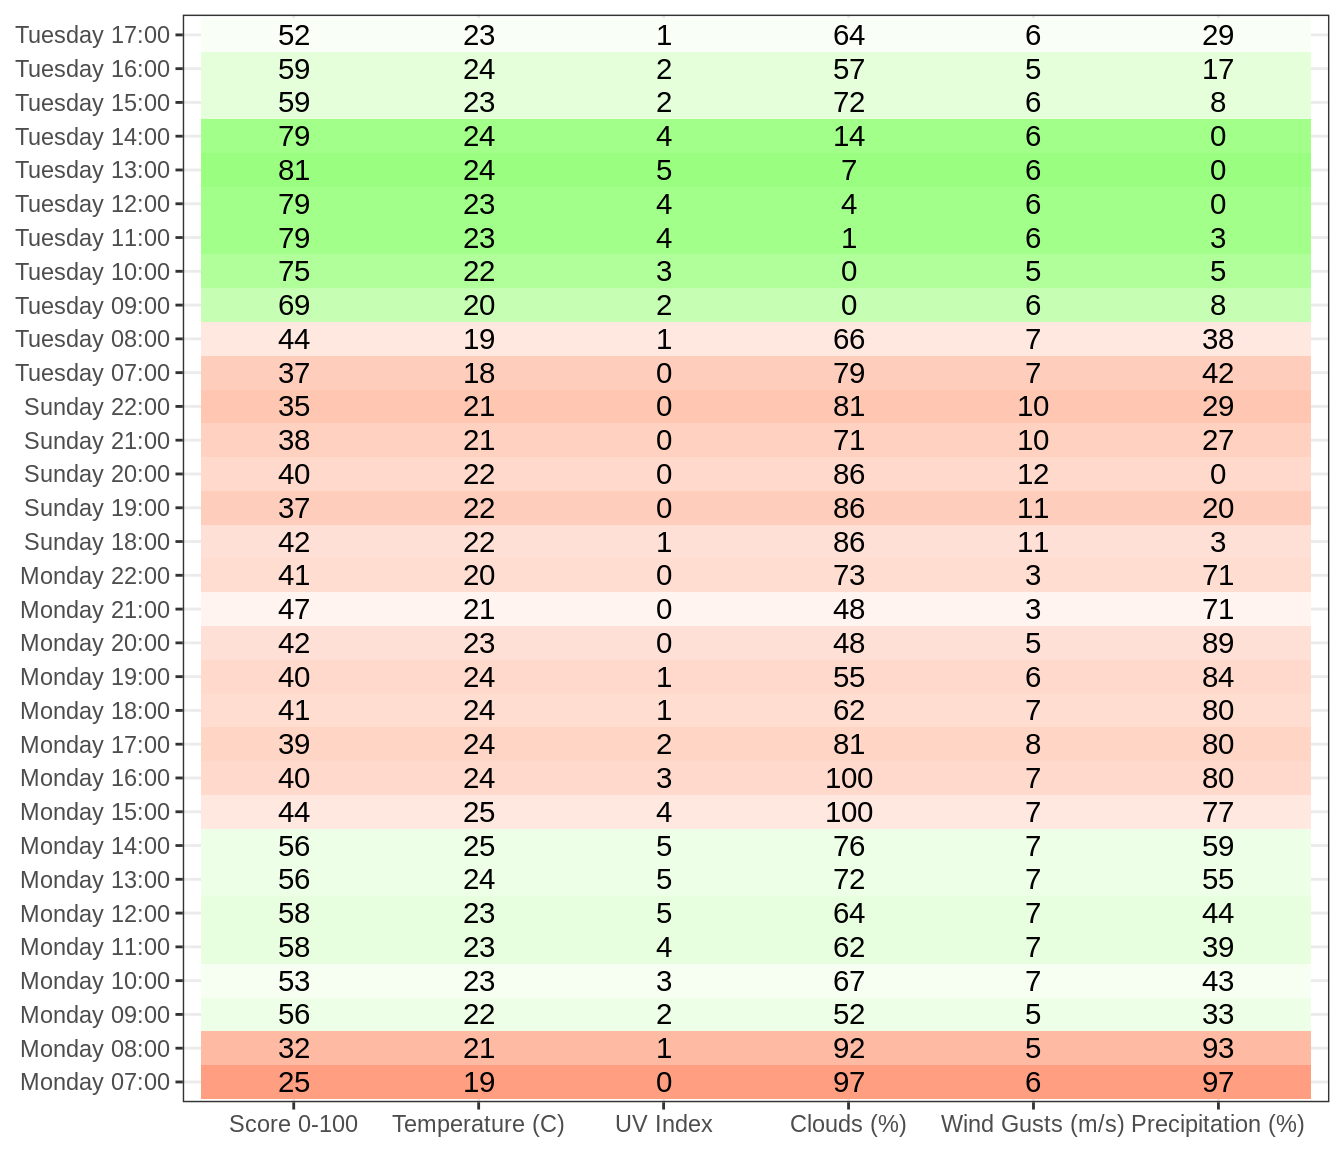 Tuesday 17:00 52 23 1 64 6 29
Tuesday 16:00 59 24 2 57 5 17
Tuesday 15:00 59 23 2 72 6 8
Tuesday 14:00 79 24 4 14 6 0
Tuesday 13:00 81 24 5 7 6 0
Tuesday 12:00 79 23 4 4 6 0
Tuesday 11:00 79 23 4 1 6 3
Tuesday 10:00 75 22 3 0 5 5
Tuesday 09:00 69 20 2 0 6 8
Tuesday 08:00 44 19 1 66 7 38
Tuesday 07:00 37 18 0 79 7 42
Sunday 22:00 35 21 0 81 10 29
Sunday 21:00 38 21 0 71 10 27
Sunday 20:00 40 22 0 86 12 0
Sunday 19:00 37 22 0 86 11 20
Sunday 18:00 42 22 1 86 11 3
Monday 22:00 41 20 0 73 3 71
Monday 21:00 47 21 0 48 3 71
Monday 20:00 42 23 0 48 5 89
Monday 19:00 40 24 1 55 6 84
Monday 18:00 41 24 1 62 7 80
Monday 17:00 39 24 2 81 8 80
Monday 16:00 40 24 3 100 7 80
Monday 15:00 44 25 4 100 7 77
Monday 14:00 56 25 5 76 7 59
Monday 13:00 56 24 5 72 7 55
Monday 12:00 58 23 5 64 7 44
Monday 11:00 58 23 4 62 7 39
Monday 10:00 53 23 3 67 7 43
Monday 09:00 56 22 2 52 5 33
Monday 08:00 32 21 1 92 5 93
Monday 07:00 25 19 0 97 6 97
Score 0-100 Temperature (C) UV Index Clouds (%) Wind Gusts (m/s) Precipitation (%)